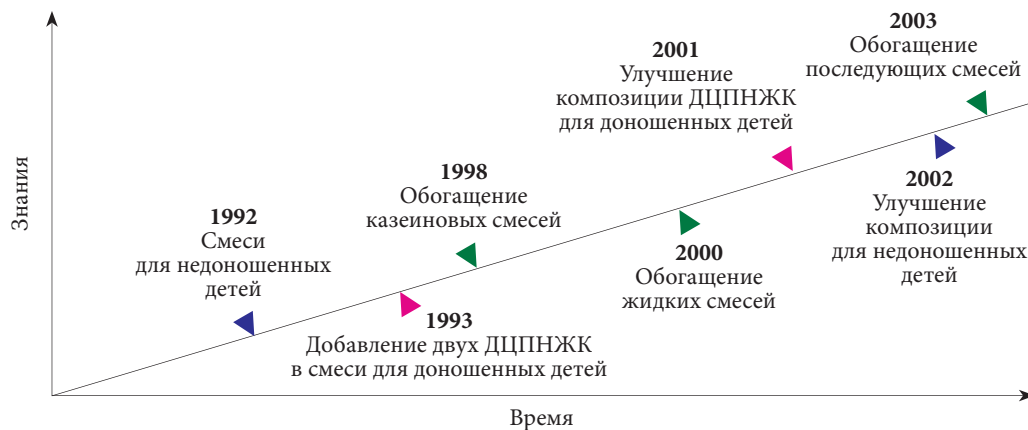 Знания
1992
Смеси
для недоношенных
детей
1993
Добавление двух ДЦПНЖК
в смеси для доношенных детей
1998
Обогащение
казеиновых смесей
2000
Обогащение
жидких смесей
2001
Улучшение
композиции ДЦПНЖК
для доношенных детей
2002
Улучшение
композиции
для недоношенных
детей
2003
Обогащение
последующих смесей
Время